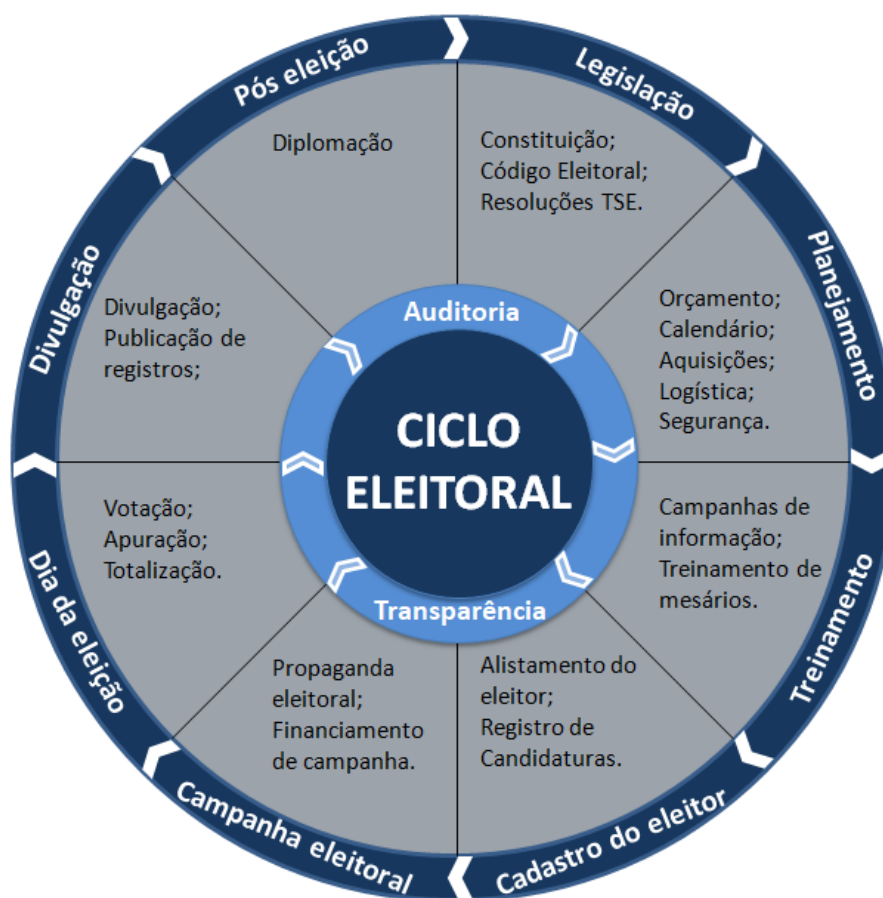 Pós eleição
Legislação
Diplomação
Constituição;
Código Eleitoral;
Resoluções TSE.
Planejamento
Orçamento;
Calendário;
Aquisições;
Logística;
Segurança.
Treinamento
Campanhas de
informação;
Treinamento de
mesários.
Cadastro do eleitor
Alistamento do
eleitor;
Registro de
Candidaturas.
Campanha eleitoral
Propaganda
eleitoral;
Financiamento
de campanha.
Dia da eleição
Votação;
Apuração;
Totalização.
Divulgação
Divulgação;
Publicação de
registros;
Auditoria
CICLO
ELEITORAL
Transparência